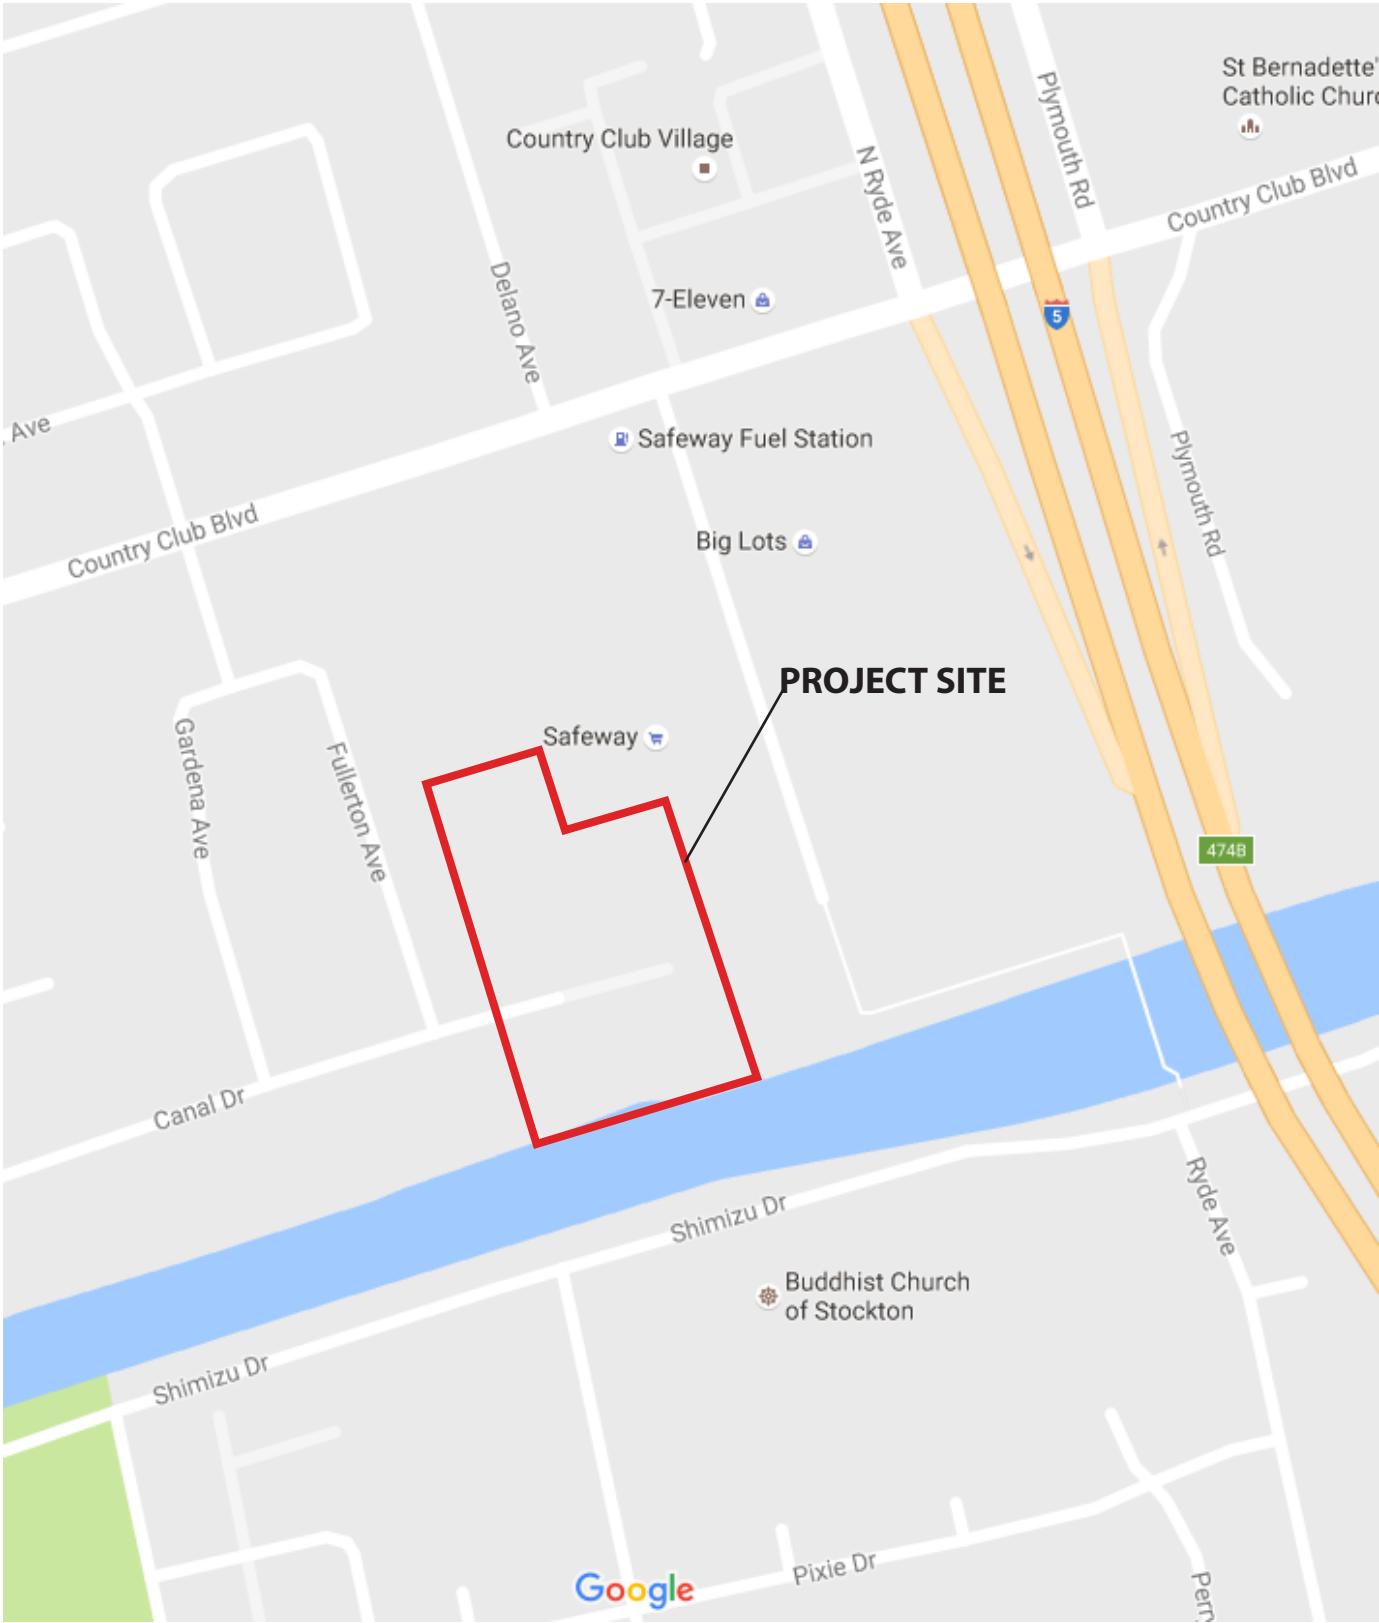 St Bernadette'
Catholic Churc
Plymouth Rd
Country Club Village
N Ryde Ave
Country Club Blvd
Delano Ave
7-Eleven
5
Ave
Safeway Fuel Station
Plymouth Rd
Country Club Blvd
Big Lots
PROJECT SITE
Safeway
Gardena Ave
Fullerton Ave
474B
Canal Dr
Ryde Ave
Shimizu Dr
Buddhist Church
of Stockton
Shimizu Dr
Pixie Dr
Perry
Google